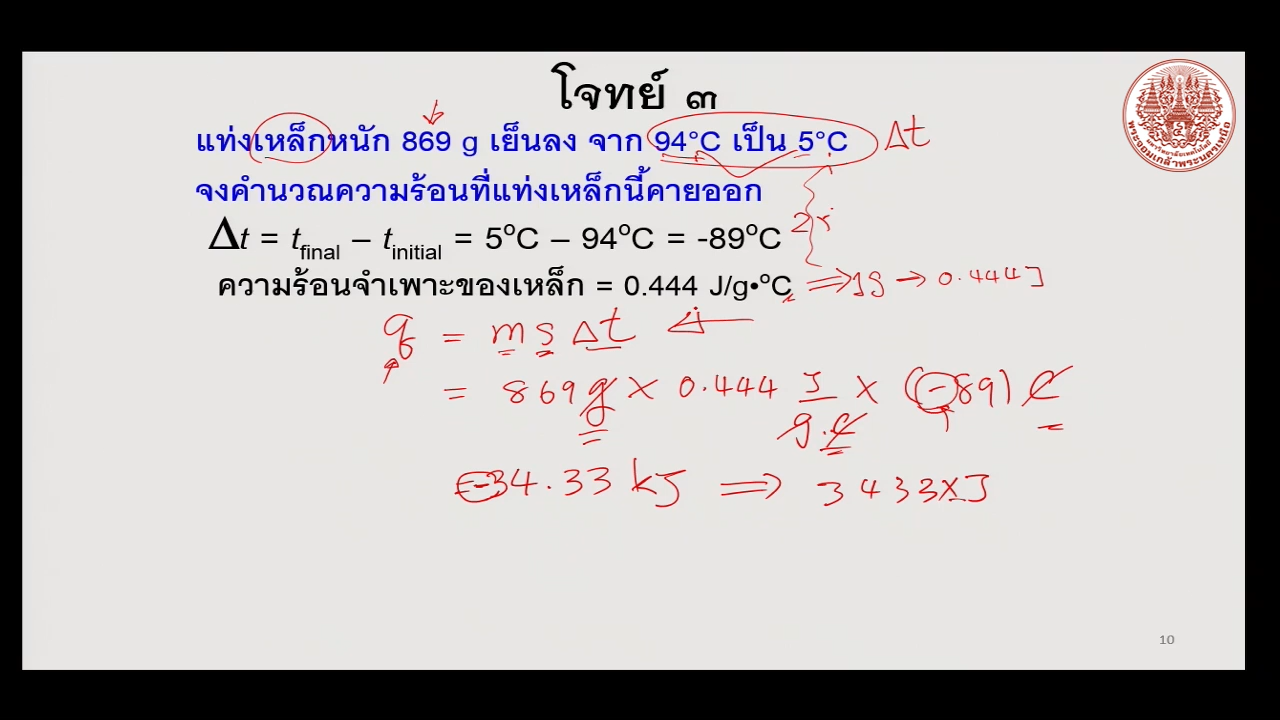 โจทย์ ๓
แท่งเหล็กหนัก 869 g เย็นลง จาก 94°C เป็น 5°C Δt
จงคำนวณความร้อนที่แท่งเหล็กนี้คายออก
Δt = tfinal – tinitial = 5°C – 94°C = -89°C
ความร้อนจำเพาะของเหล็ก = 0.444 J/g•°C ⇒ 1g → 0.444 J
q = m s Δt
= 869 g × 0.444 J/g·c × (-89) c
-34.33 kJ ⇒ 3433XJ
10